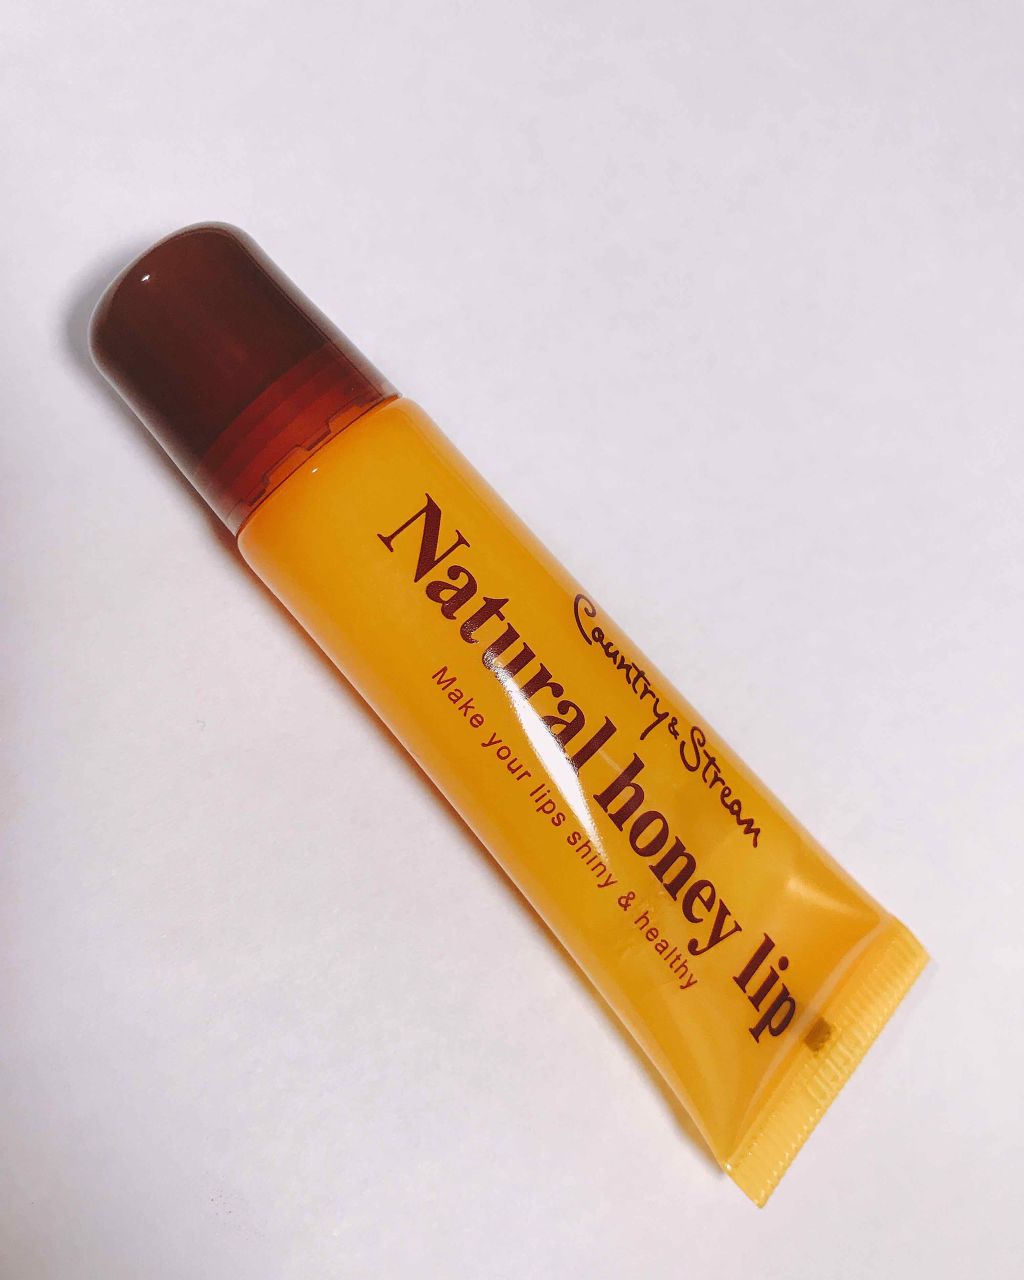 Country & Stream
Natural honey lip
Make your lips shiny & healthy